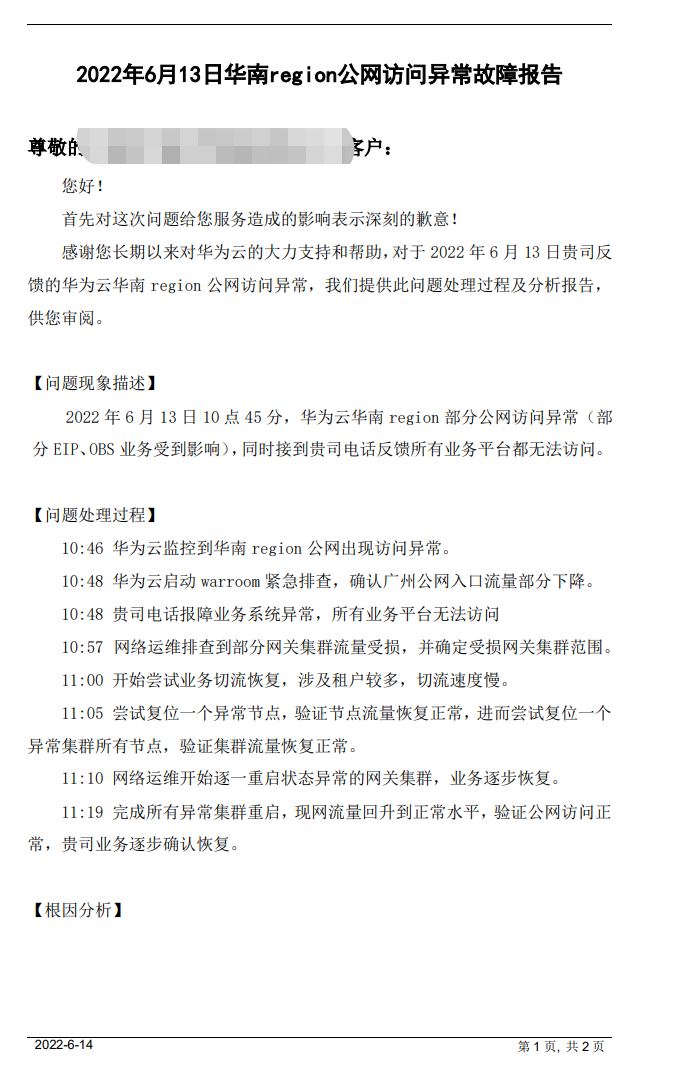 2022年6月13日华南region公网访问异常故障报告
尊敬的客户：
您好！
首先对这次问题给您服务造成的影响表示深刻的歉意！
感谢您长期以来对华为云的大力支持和帮助，对于 2022 年 6 月 13 日贵司反
馈的华为云华南 region 公网访问异常，我们提供此问题处理过程及分析报告，
供您审阅。
【问题现象描述】
2022 年 6 月 13 日 10 点 45 分，华为云华南 region 部分公网访问异常（部
分 EIP、OBS 业务受到影响），同时接到贵司电话反馈所有业务平台都无法访问。
【问题处理过程】
10:46 华为云监控到华南 region 公网出现访问异常。
10:48 华为云启动 warroom 紧急排查，确认广州公网入口流量部分下降。
10:48 贵司电话报障业务系统异常，所有业务平台无法访问
10:57 网络运维排查到部分网关集群流量受损，并确定受损网关集群范围。
11:00 开始尝试业务切流恢复，涉及租户较多，切流速度慢。
11:05 尝试复位一个异常节点，验证节点流量恢复正常，进而尝试复位一个
异常集群所有节点，验证集群流量恢复正常。
11:10 网络运维开始逐一重启状态异常的网关集群，业务逐步恢复。
11:19 完成所有异常集群重启，现网流量回升到正常水平，验证公网访问正
常，贵司业务逐步确认恢复。
【根因分析】
2022-6-14 第 1 页, 共 2 页